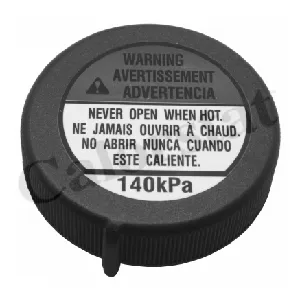 WARNING
AVERTISSEMENT
ADVERTENCIA
NEVER OPEN WHEN HOT.
NE JAMAIS OUVRIR À CHAUD.
NO ABRIR NUNCA CUANDO
ESTE CALIENTE.
140kPa